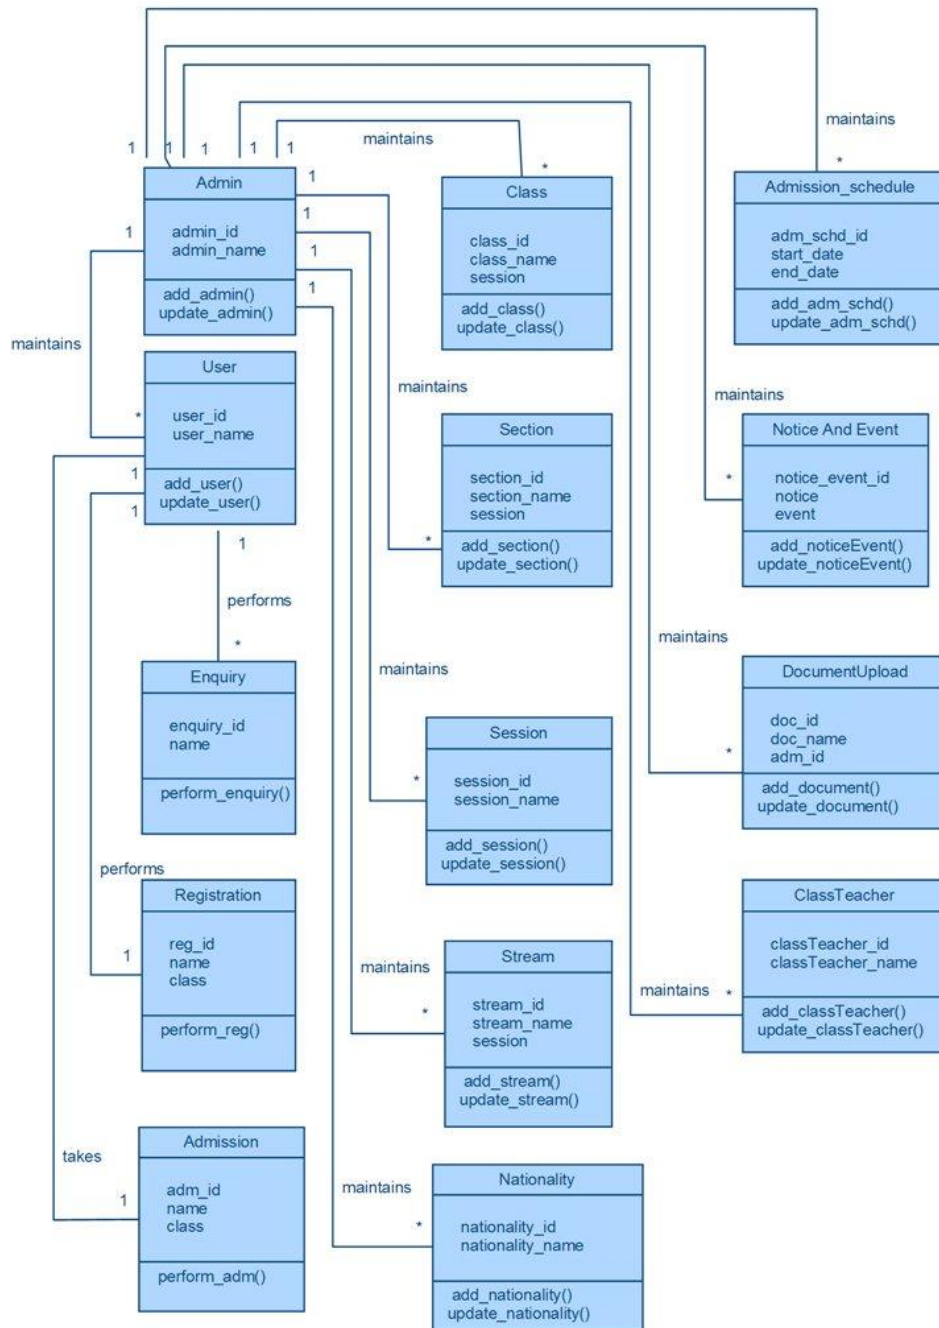 maintains
maintains
1
1
1
1
1
*
*
Admin
admin_id
admin_name
add_admin()
update_admin()
1
1
1
1
1
maintains
*
Class
class_id
class_name
session
add_class()
update_class()
Admission_schedule
adm_schd_id
start_date
end_date
add_adm_schd()
update_adm_schd()
User
user_id
user_name
add_user()
update_user()
1
1
1
maintains
*
Section
section_id
section_name
session
add_section()
update_section()
maintains
*
Notice And Event
notice_event_id
notice
event
add_noticeEvent()
update_noticeEvent()
performs
*
Enquiry
enquiry_id
name
perform_enquiry()
maintains
*
Session
session_id
session_name
add_session()
update_session()
maintains
*
DocumentUpload
doc_id
doc_name
adm_id
add_document()
update_document()
performs
1
Registration
reg_id
name
class
perform_reg()
maintains
*
Stream
stream_id
stream_name
session
add_stream()
update_stream()
maintains
*
ClassTeacher
classTeacher_id
classTeacher_name
add_classTeacher()
update_classTeacher()
takes
1
Admission
adm_id
name
class
perform_adm()
maintains
*
Nationality
nationality_id
nationality_name
add_nationality()
update_nationality()